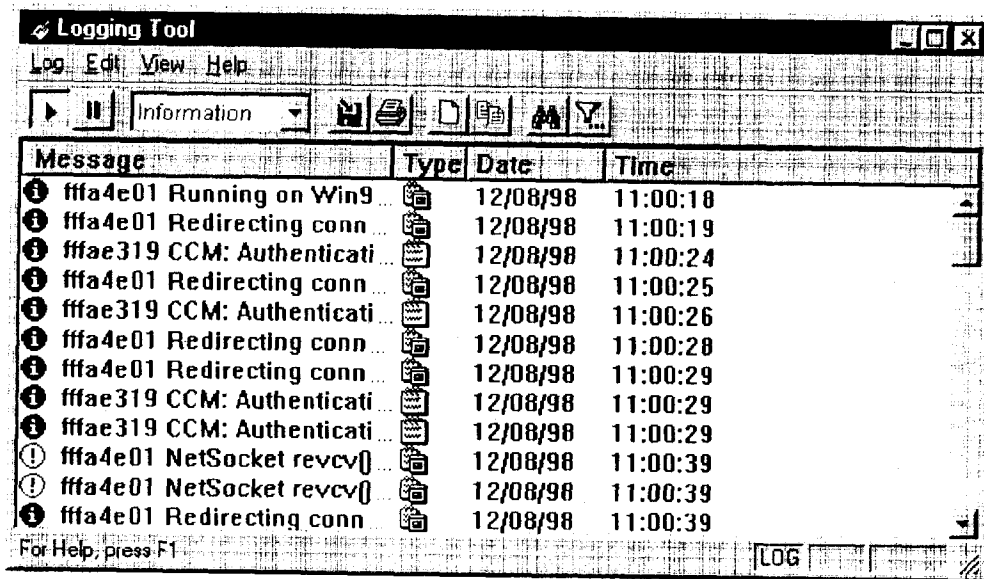 Logging Tool
Log Edit View Help
Information
Message Type Date Time
fffa4e01 Running on Win9... 12/08/98 11:00:18
fffa4e01 Redirecting conn... 12/08/98 11:00:19
fffae319 CCM: Authenticati... 12/08/98 11:00:24
fffa4e01 Redirecting conn... 12/08/98 11:00:25
fffae319 CCM: Authenticati... 12/08/98 11:00:26
fffa4e01 Redirecting conn... 12/08/98 11:00:28
fffa4e01 Redirecting conn... 12/08/98 11:00:29
fffae319 CCM: Authenticati... 12/08/98 11:00:29
fffae319 CCM: Authenticati... 12/08/98 11:00:29
fffa4e01 NetSocket revcv()... 12/08/98 11:00:39
fffa4e01 NetSocket revcv()... 12/08/98 11:00:39
fffa4e01 Redirecting conn... 12/08/98 11:00:39
For Help, press F1 LOG